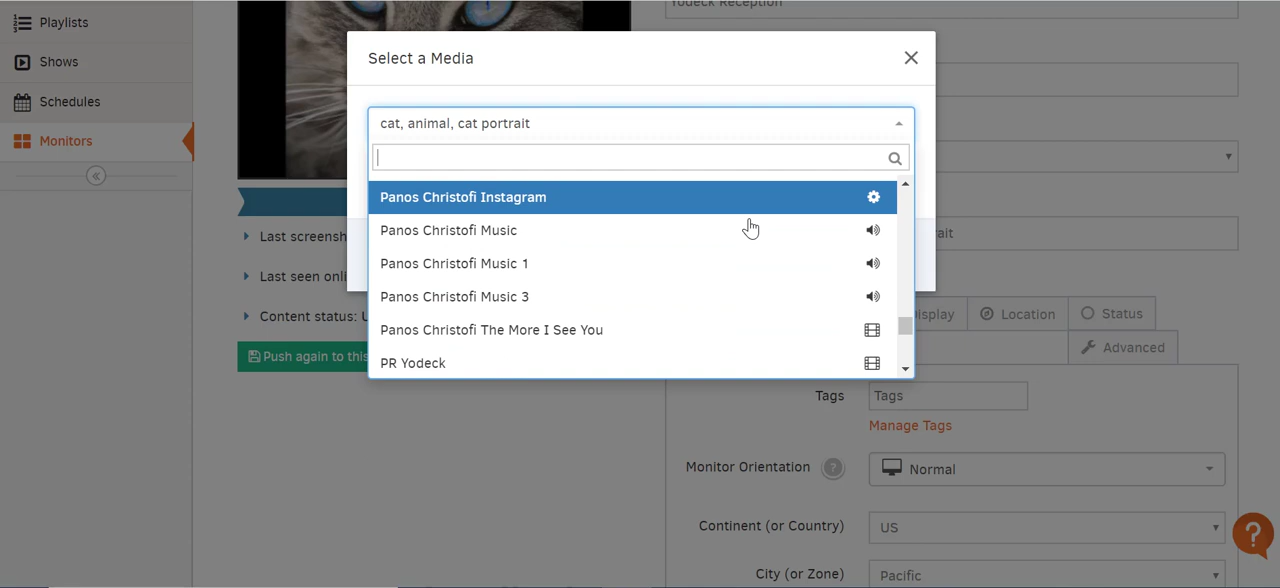 Playlists
Shows
Schedules
Monitors
Yodeck Reception
Select a Media
cat, animal, cat portrait
Panos Christofi Instagram
Panos Christofi Music
Panos Christofi Music 1
Panos Christofi Music 3
Panos Christofi The More I See You
PR Yodeck
Last screensh
Last seen onli
Content status: U
Push again to this
ait
isplay
Location
Status
Advanced
Tags
Tags
Manage Tags
Monitor Orientation ?
Normal
Continent (or Country)
US
City (or Zone)
Pacific
?